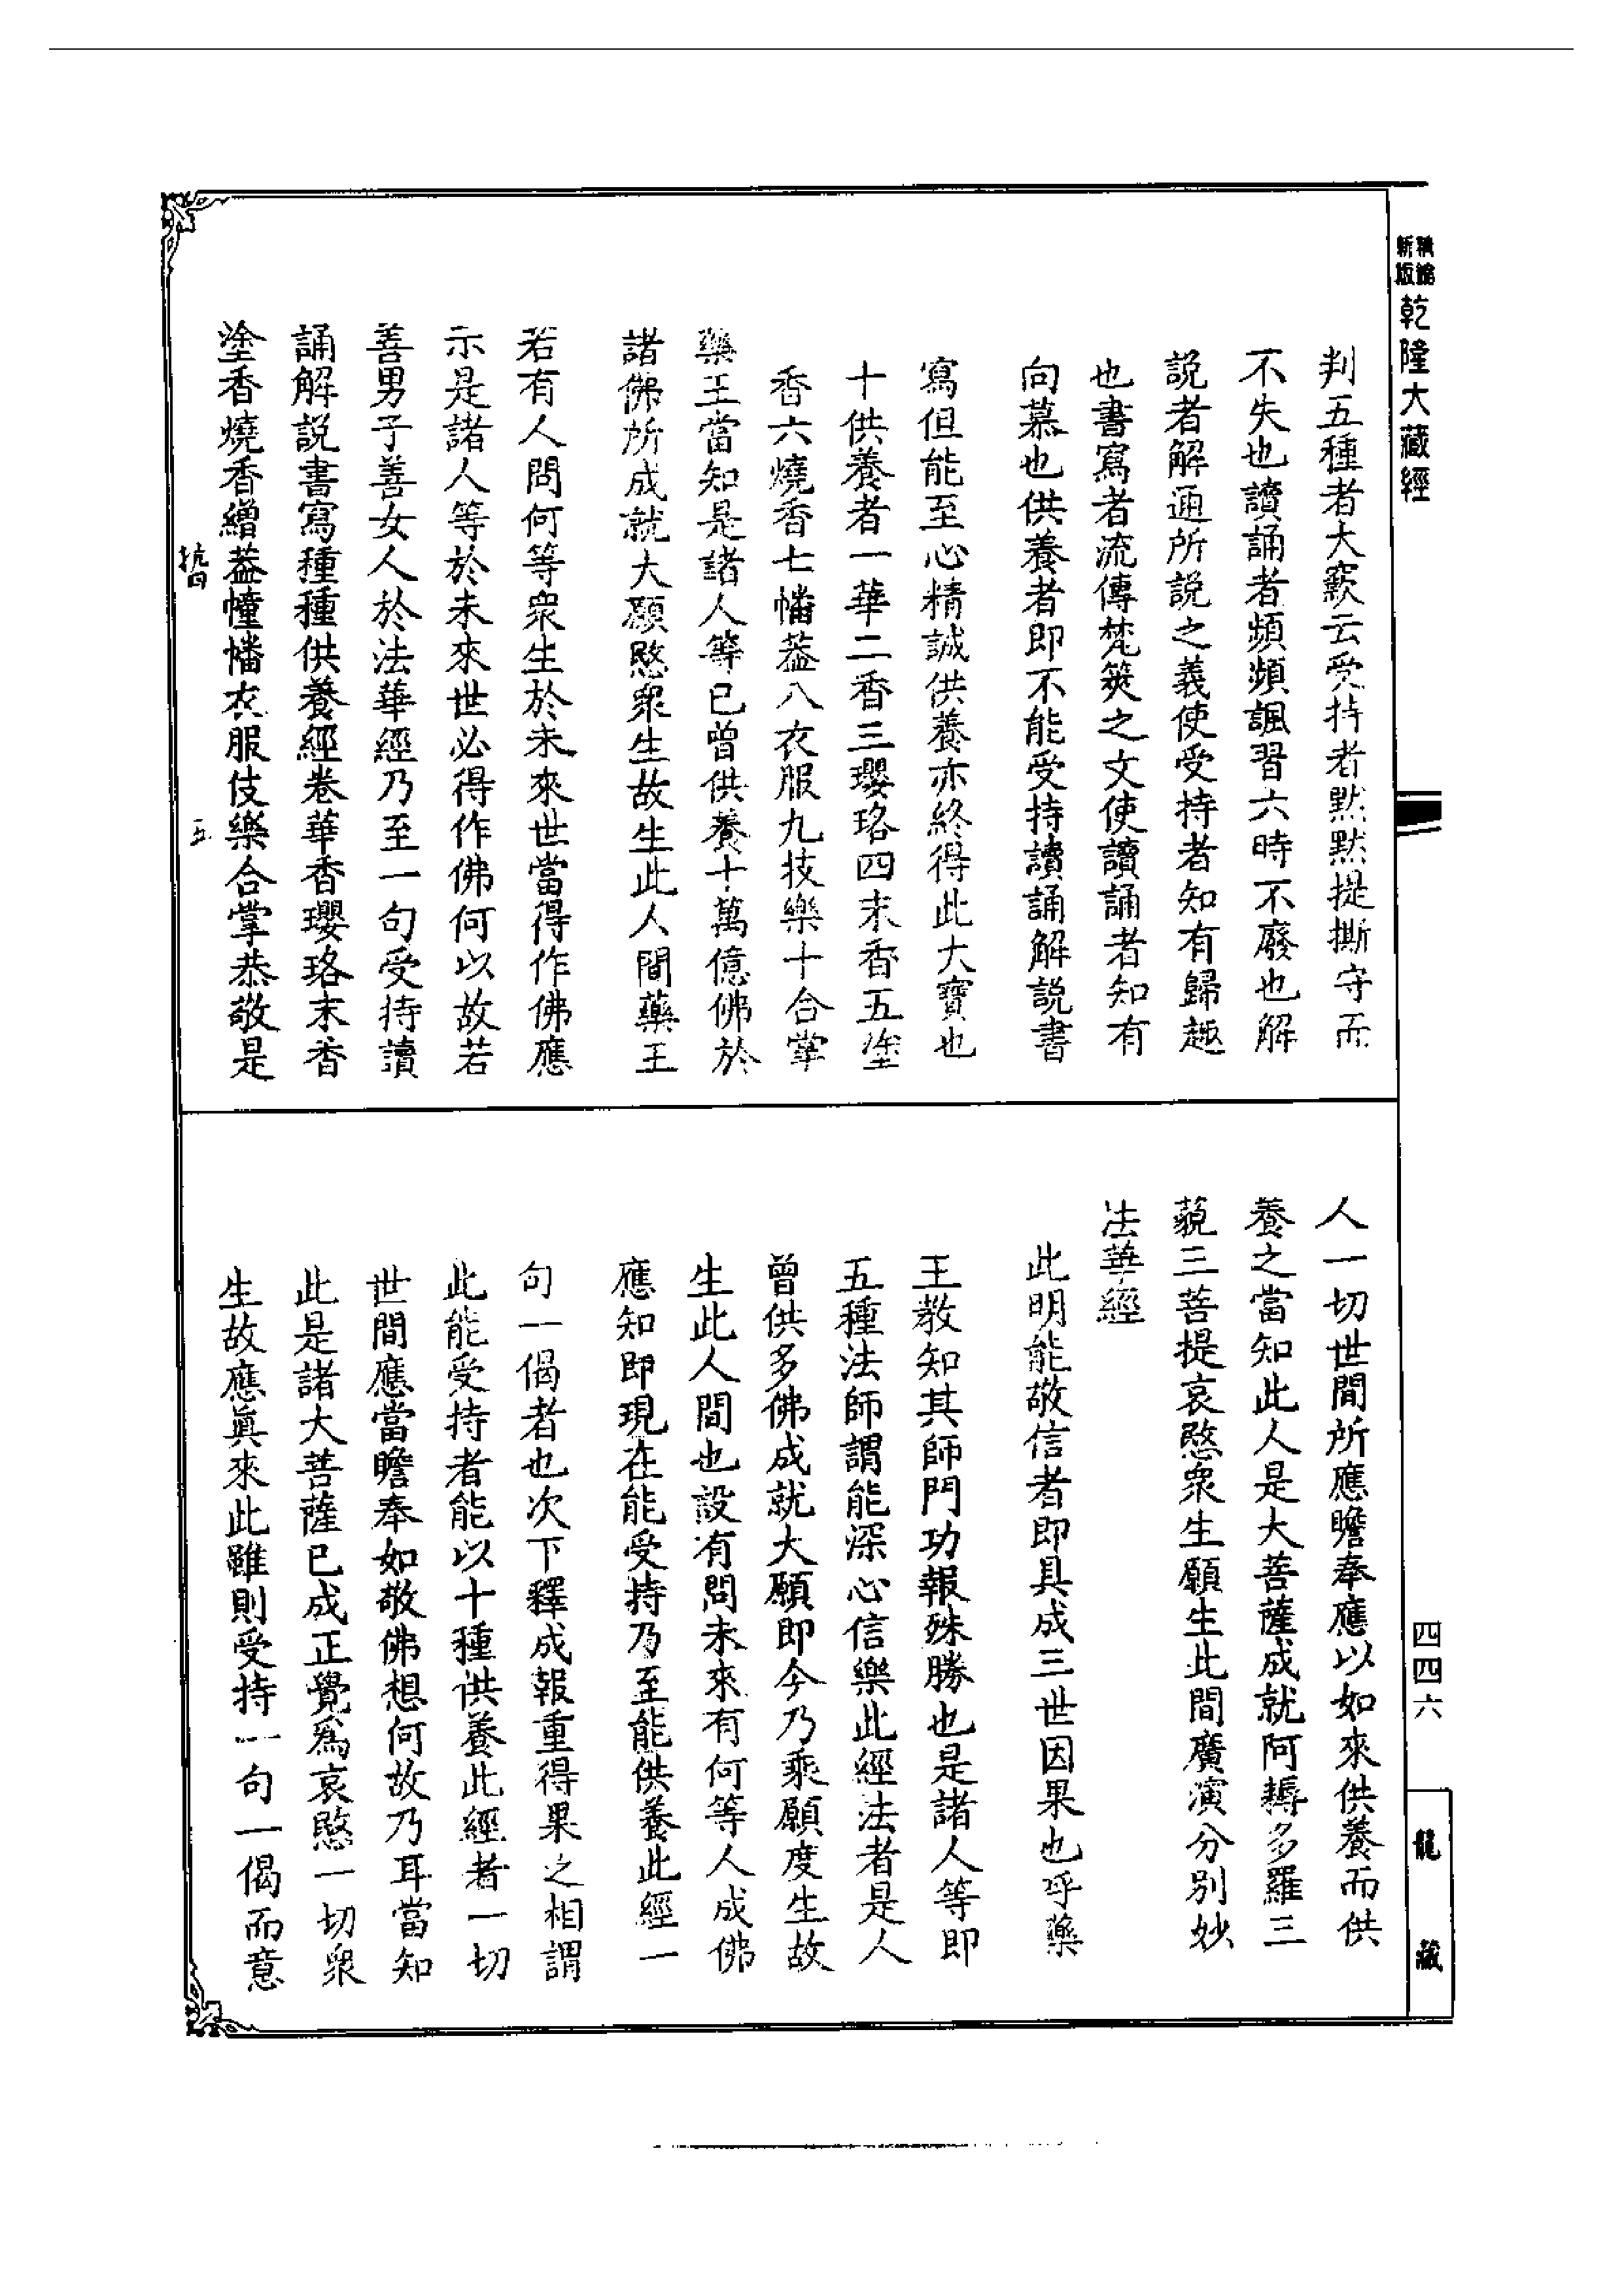 精縮
新版
乾隆大藏經
判五種者大窾云受持者默默提撕守而
不失也讀誦者頻頻諷習六時不廢也解
説者解通所説之義使受持者知有歸趣
也書寫者流傳梵筴之文使讀誦者知有
向慕也供養者即不能受持讀誦解説書
寫但能至心精誠供養亦終得此大寶也
十供養者一華二香三瓔珞四末香五塗
香六燒香七幡葢八衣服九技樂十合掌
藥王當知是諸人等已曾供養十萬億佛於
諸佛所成就大願愍衆生故生此人間藥王
若有人問何等衆生於未來世當得作佛應
示是諸人等於未來世必得作佛何以故若
善男子善女人於法華經乃至一句受持讀
誦解説書寫種種供養經卷華香瓔珞末香
塗香燒香繒葢幢幡衣服伎樂合掌恭敬是
抗四
五
人一切世間所應瞻奉應以如來供養而供
養之當知此人是大菩薩成就阿耨多羅三
藐三菩提哀愍衆生願生此間廣演分別妙
法華經
此明能敬信者即具成三世因果也呼藥
王教知其師門功報殊勝也是諸人等即
五種法師謂能深心信樂此經法者是人
曾供多佛成就大願即今乃乘願度生故
生此人間也設有問未來有何等人成佛
應知即現在能受持乃至能供養此經一
句一偈者也次下釋成報重得果之相謂
此能受持者能以十種供養此經者一切
世間應當瞻奉如敬佛想何故乃耳當知
此是諸大菩薩已成正覺爲哀愍一切衆
生故應眞來此雖則受持一句一偈而意
四四六
龍藏